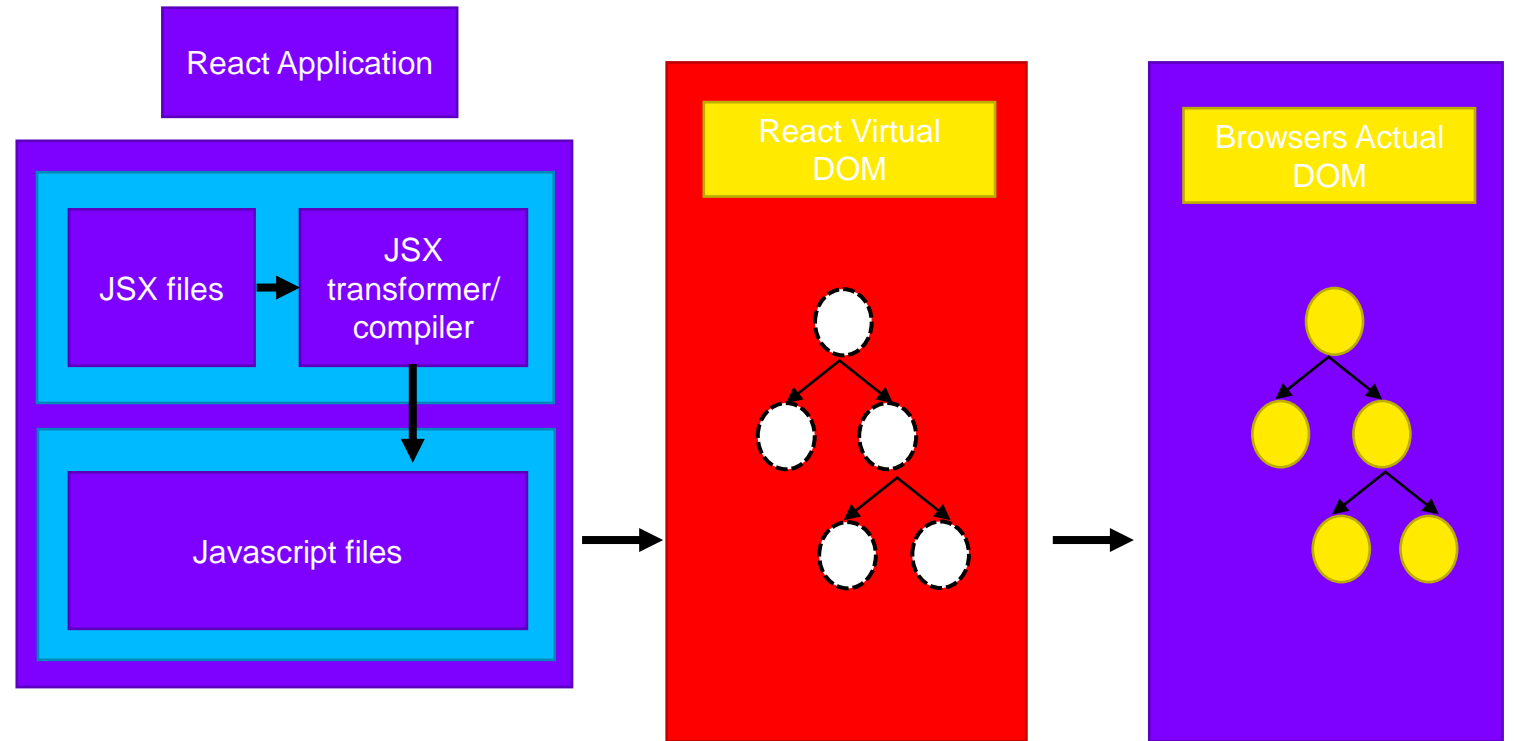 React Application
JSX files
JSX
transformer/
compiler
Javascript files
React Virtual
DOM
Browsers Actual
DOM